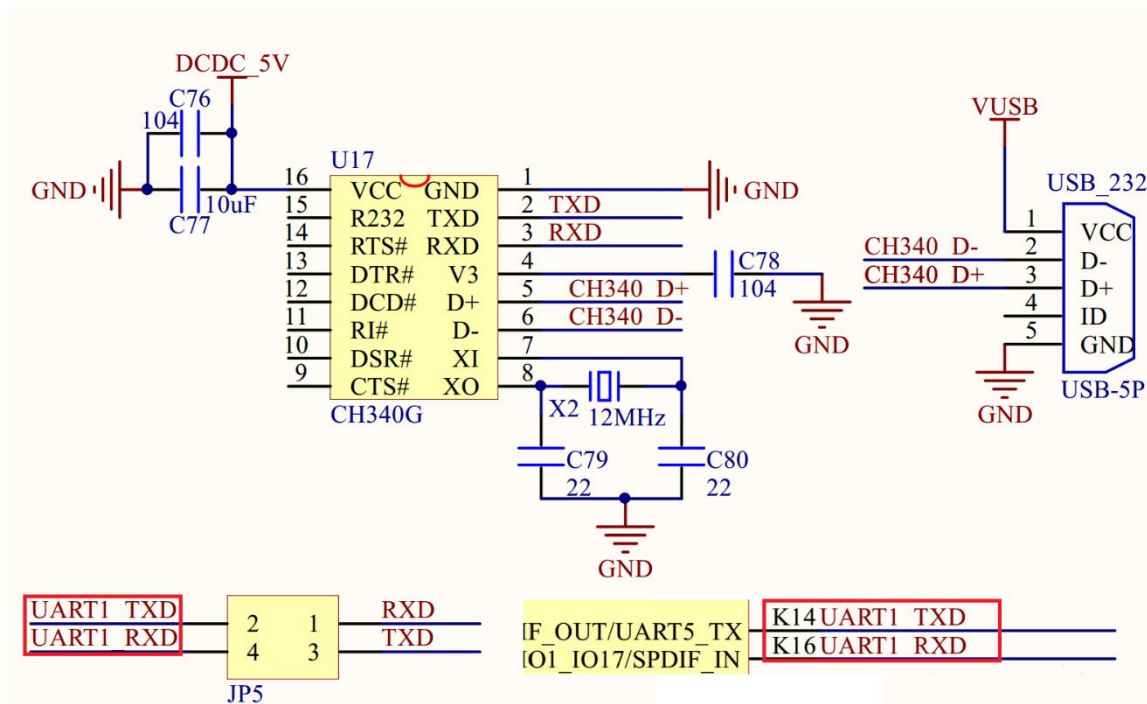 DCDC_5V
C76
104
GND
C77
10uF
U17
16 VCC GND 1 GND
15 R232 TXD 2 TXD
14 RTS# RXD 3 RXD
13 DTR# V3 4
C78
104
GND
12 DCD# D+ 5 CH340_D+
11 RI# D- 6 CH340_D-
10 DSR# XI 7
9 CTS# XO 8
CH340G
X2 12MHz
C79
22
C80
22
GND
VUSB
USB_232
1 VCC
CH340_D- 2 D-
CH340_D+ 3 D+
4 ID
5 GND
GND
USB-5P
UART1_TXD 2 1 RXD
UART1_RXD 4 3 TXD
JP5
IF_OUT/UART5_TX K14 UART1_TXD
IO1_IO17/SPDIF_IN K16 UART1_RXD